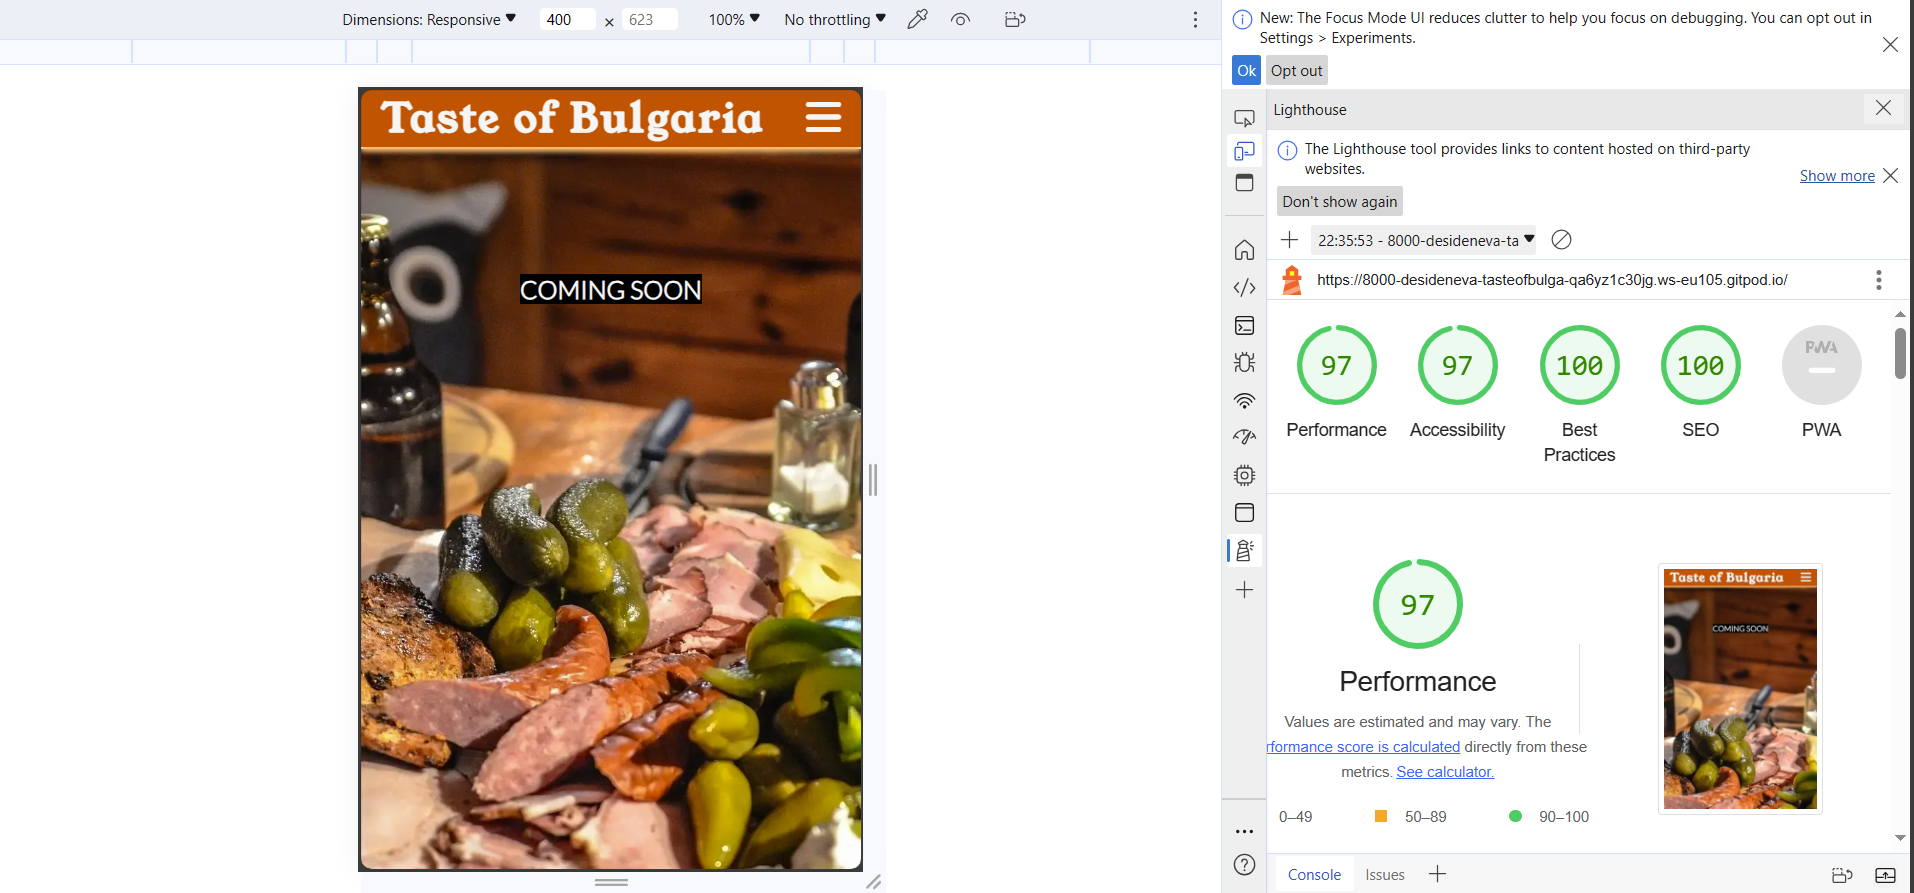 Dimensions: Responsive
400 × 623
100%
No throttling
Taste of Bulgaria
COMING SOON
New: The Focus Mode UI reduces clutter to help you focus on debugging. You can opt out in
Settings > Experiments.
Ok
Opt out
Lighthouse
The Lighthouse tool provides links to content hosted on third-party
websites.
Show more
Don't show again
22:35:53 - 8000-desideneva-ta
https://8000-desideneva-tasteofbulga-qa6yz1c30jg.ws-eu105.gitpod.io/
97
97
100
100
PWA
Performance
Accessibility
Best
Practices
SEO
PWA
97
Performance
Values are estimated and may vary. The
rformance score is calculated directly from these
metrics. See calculator.
0–49
50–89
90–100
Taste of Bulgaria
COMING SOON
Console
Issues